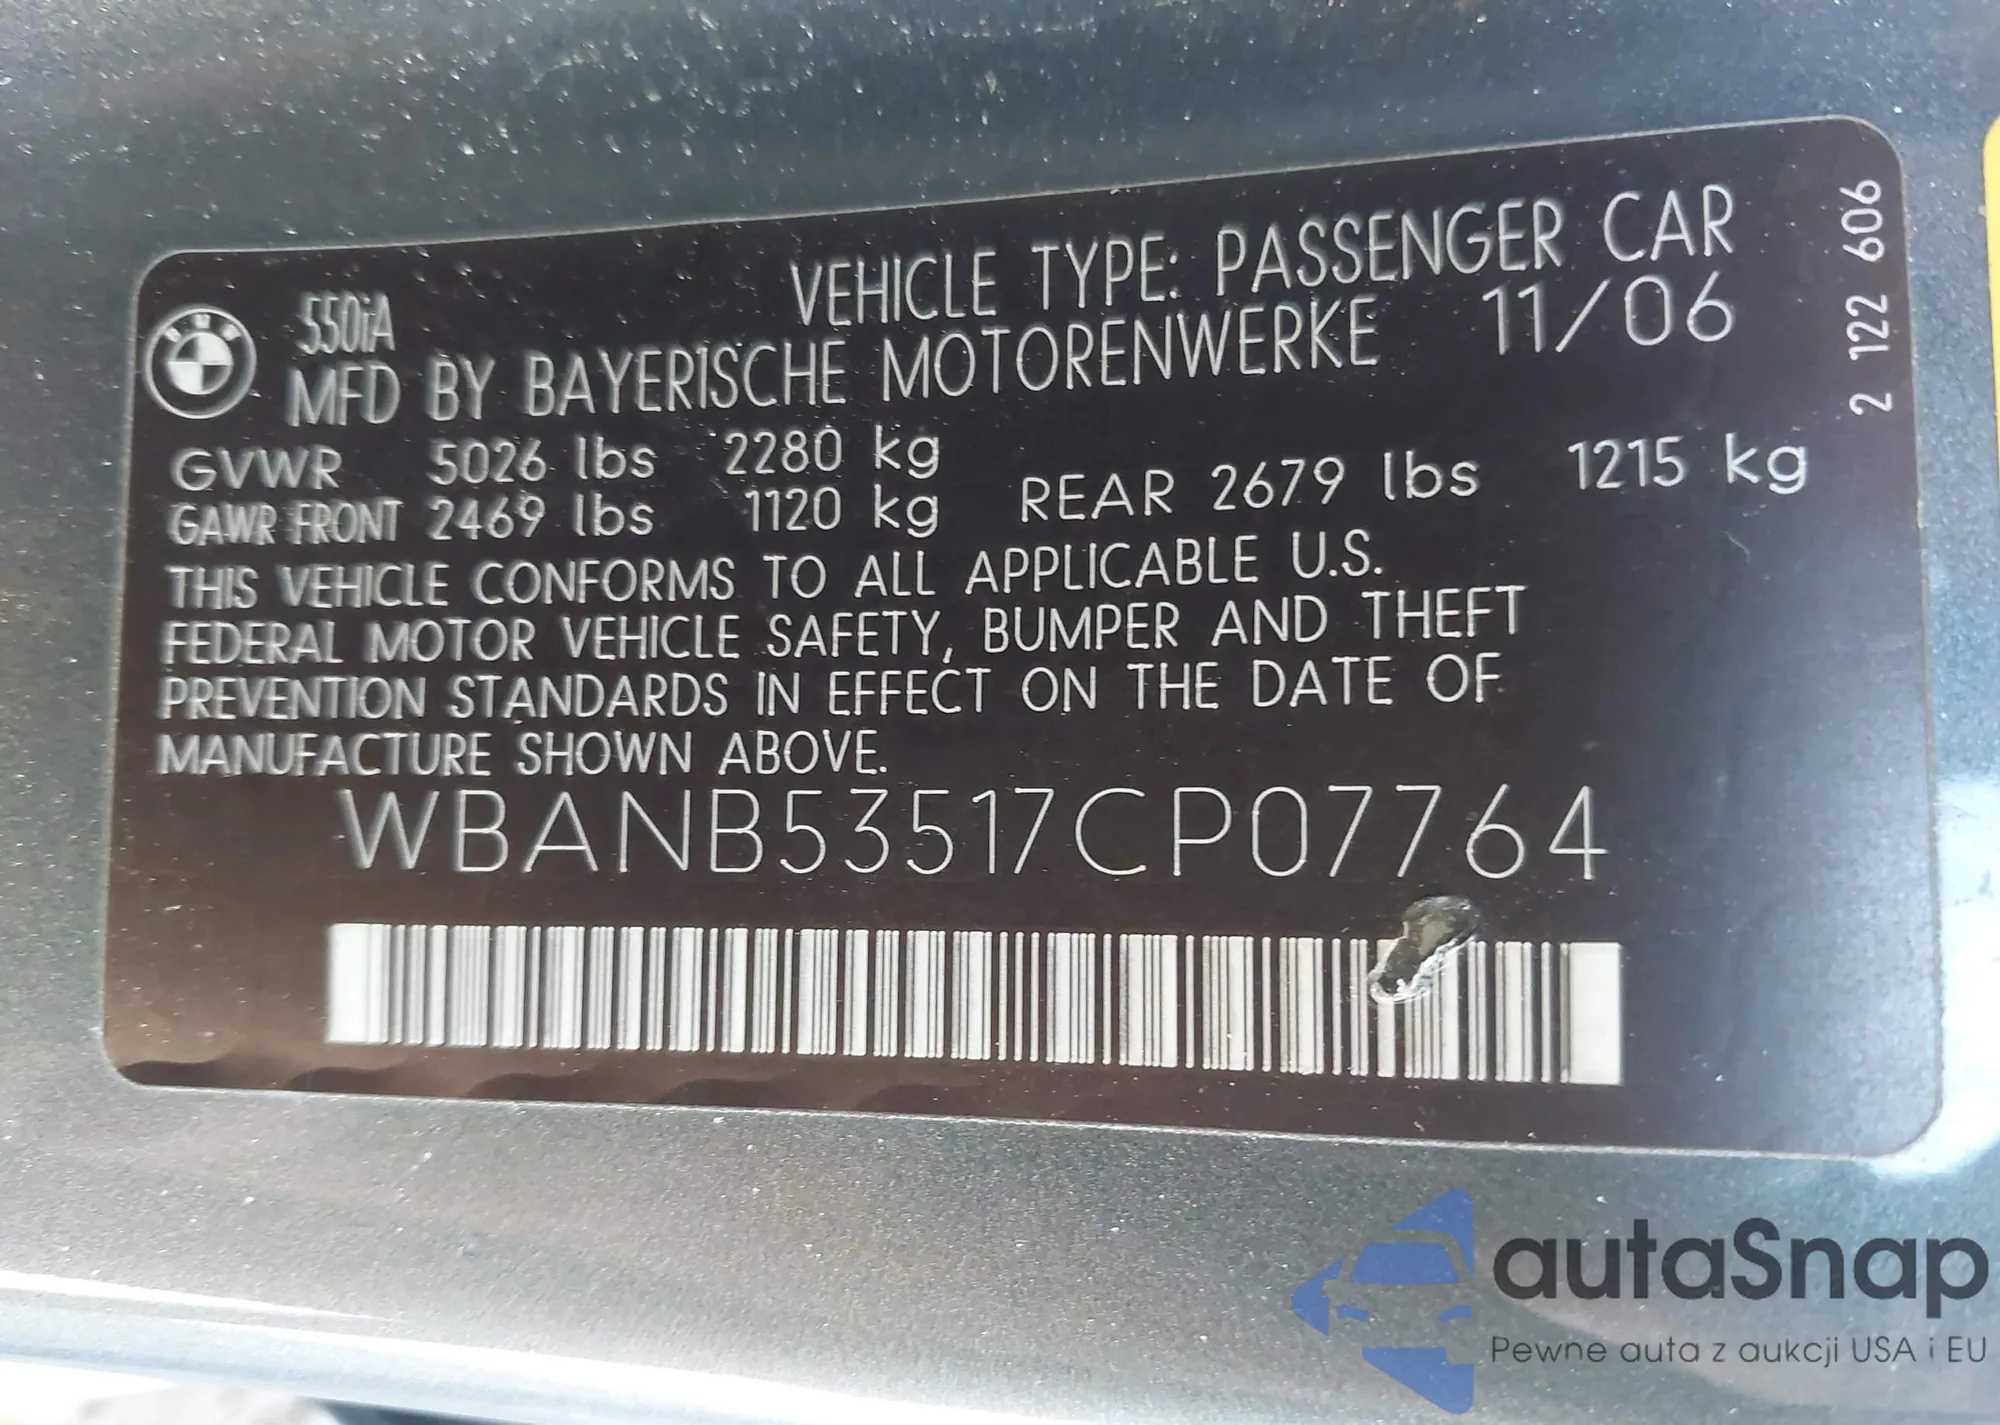 BMW
550iA
VEHICLE TYPE: PASSENGER CAR
MFD BY BAYERISCHE MOTORENWERKE 11/06
GVWR 5026 lbs 2280 kg
GAWR FRONT 2469 lbs 1120 kg REAR 2679 lbs 1215 kg
THIS VEHICLE CONFORMS TO ALL APPLICABLE U.S.
FEDERAL MOTOR VEHICLE SAFETY, BUMPER AND THEFT
PREVENTION STANDARDS IN EFFECT ON THE DATE OF
MANUFACTURE SHOWN ABOVE.
WBANB53517CP07764
2 122 606
autaSnap
Pewne auta z aukcji USA i EU